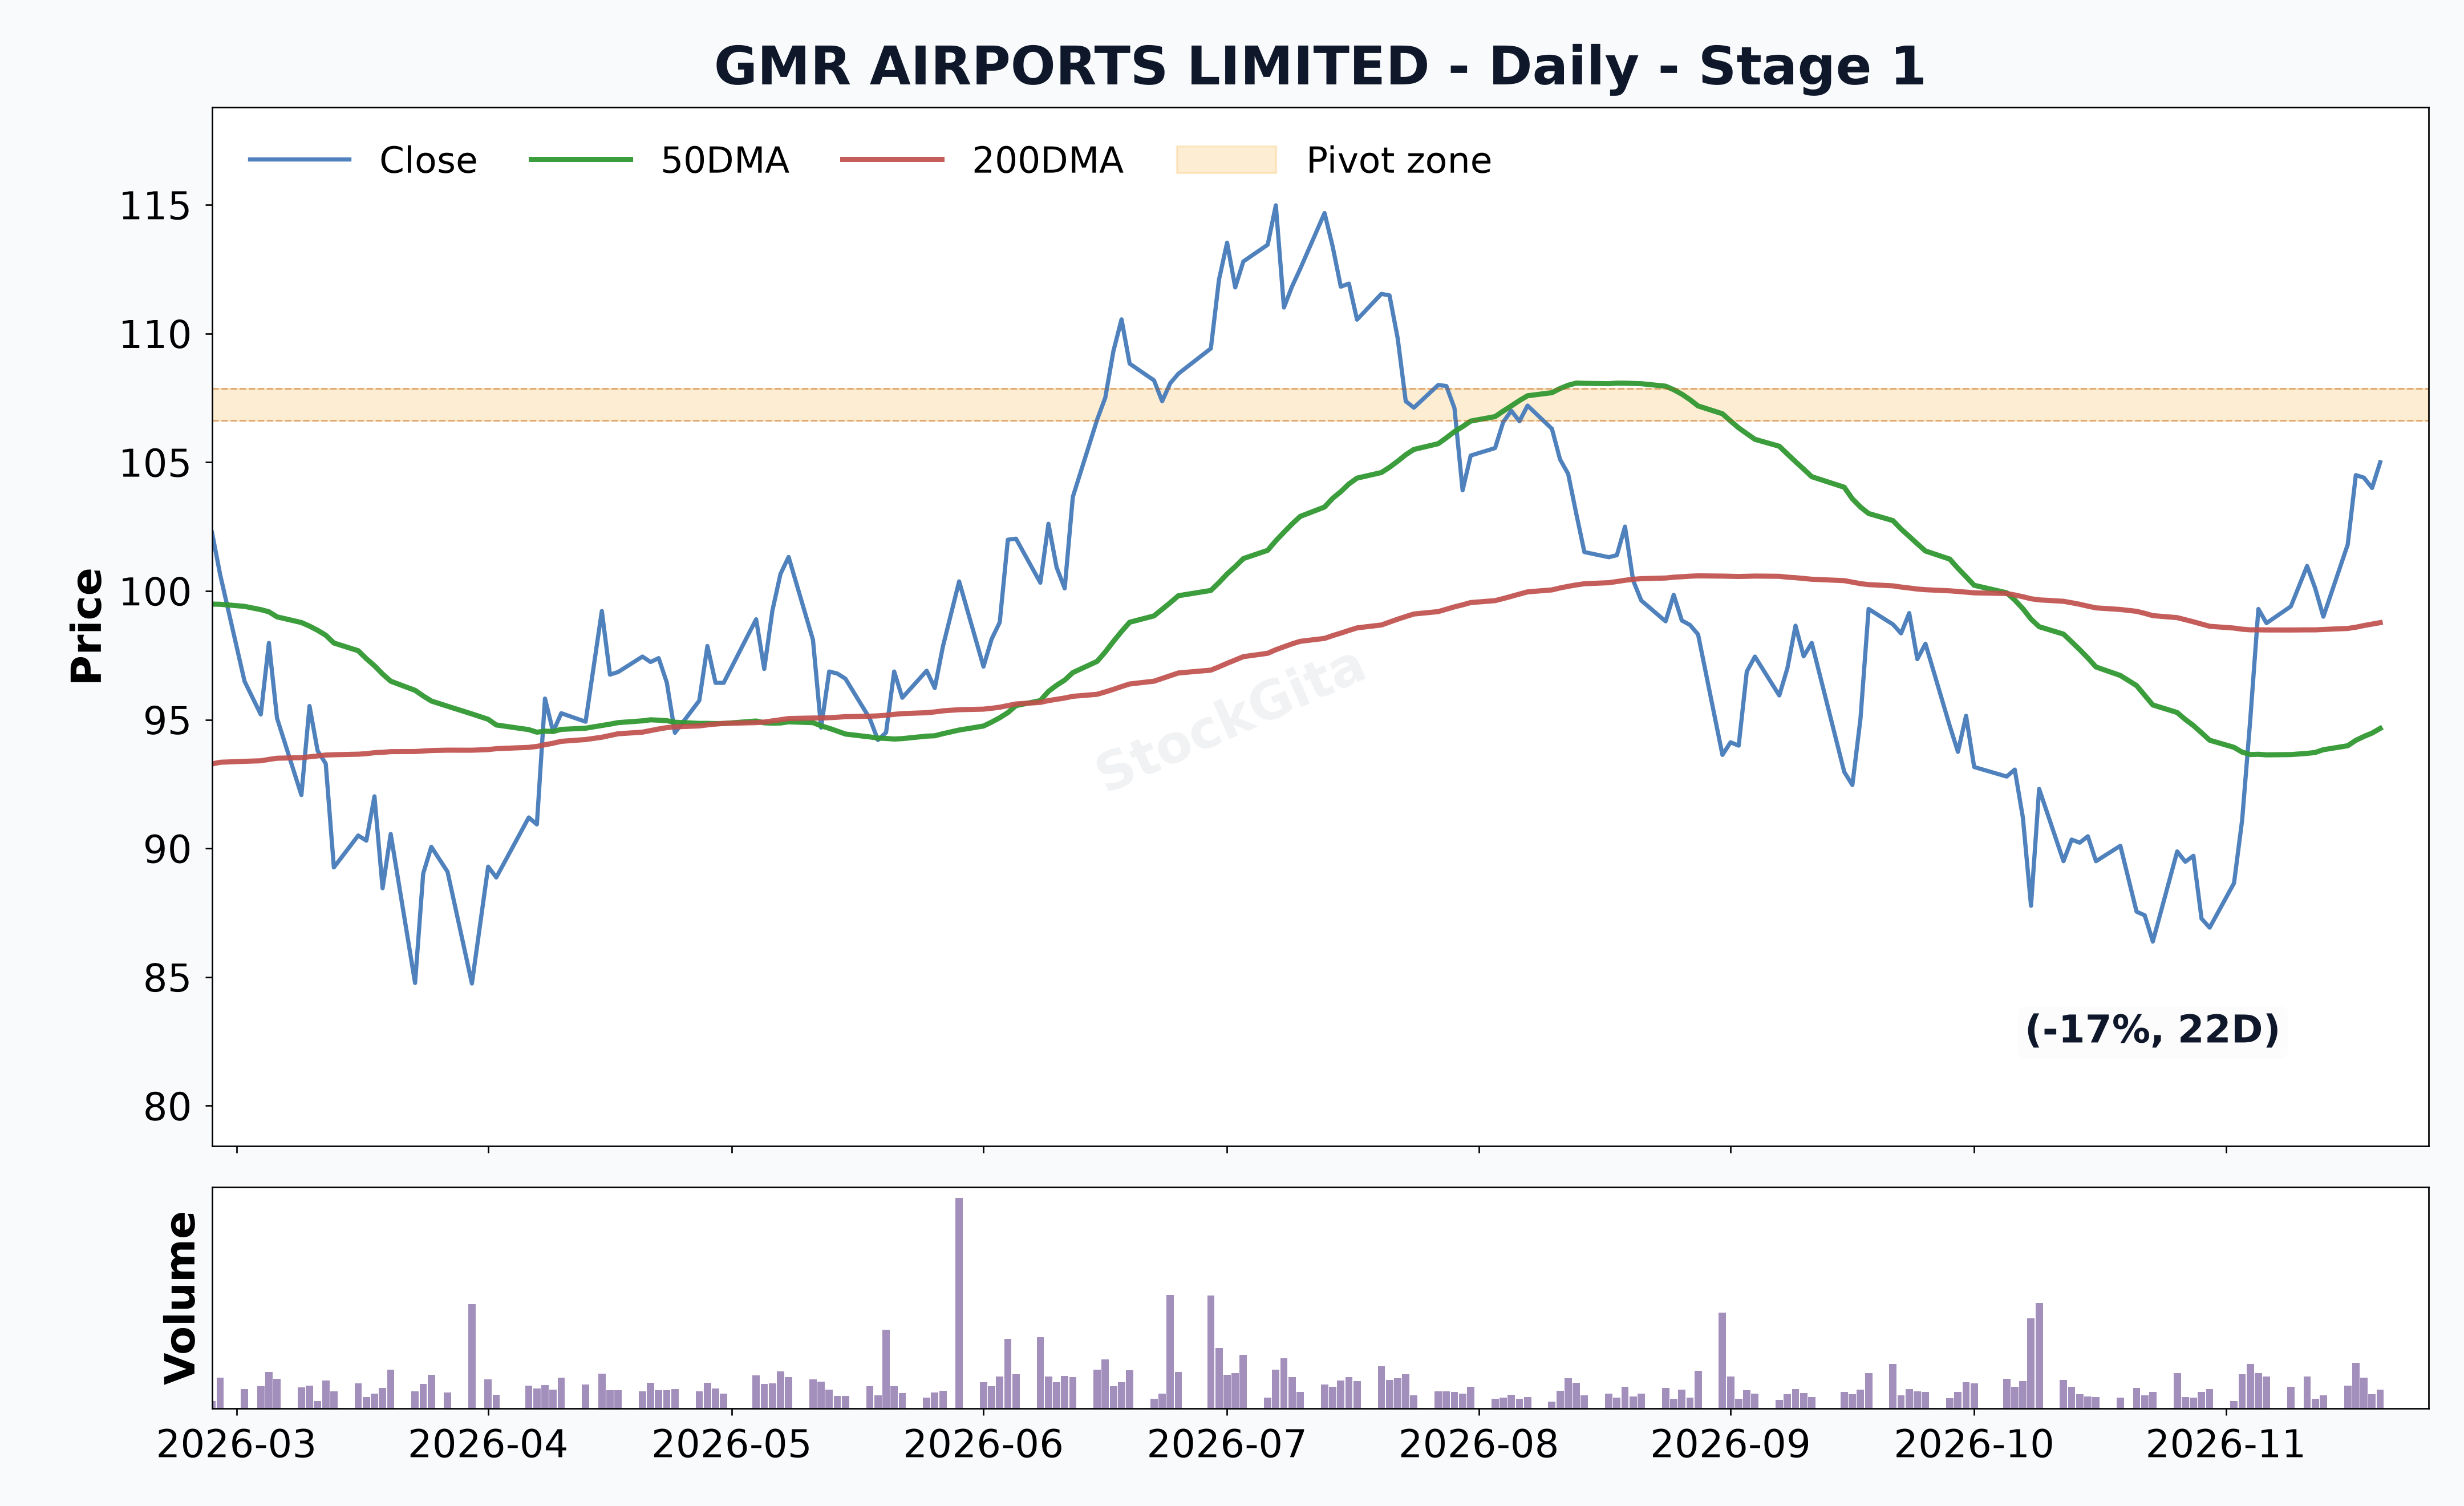 GMR AIRPORTS LIMITED - Daily - Stage 1
Close 50DMA 200DMA Pivot zone
Price
115
110
105
100
95
90
85
80
StockGita
(-17%, 22D)
Volume
2026-03 2026-04 2026-05 2026-06 2026-07 2026-08 2026-09 2026-10 2026-11